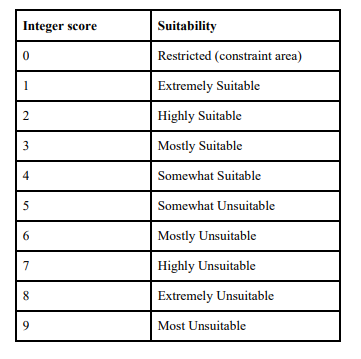 Integer score Suitability
0 Restricted (constraint area)
1 Extremely Suitable
2 Highly Suitable
3 Mostly Suitable
4 Somewhat Suitable
5 Somewhat Unsuitable
6 Mostly Unsuitable
7 Highly Unsuitable
8 Extremely Unsuitable
9 Most Unsuitable